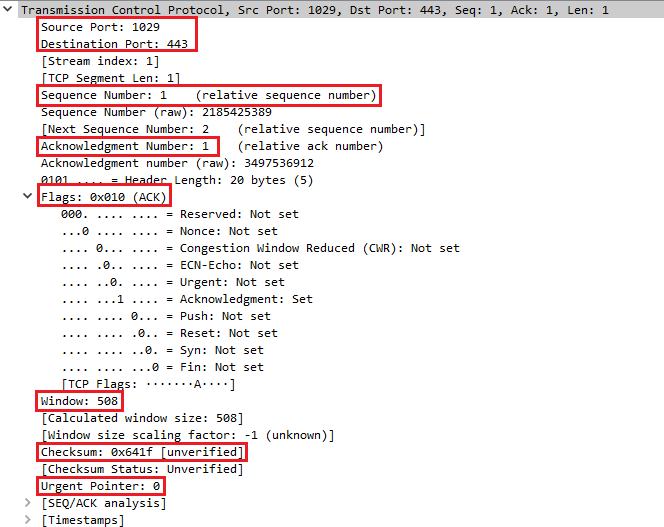 Transmission Control Protocol, Src Port: 1029, Dst Port: 443, Seq: 1, Ack: 1, Len: 1
Source Port: 1029
Destination Port: 443
[Stream index: 1]
[TCP Segment Len: 1]
Sequence Number: 1    (relative sequence number)
Sequence Number (raw): 2185425389
[Next Sequence Number: 2    (relative sequence number)]
Acknowledgment Number: 1    (relative ack number)
Acknowledgment number (raw): 3497536912
0101 .... = Header Length: 20 bytes (5)
Flags: 0x010 (ACK)
000. .... .... = Reserved: Not set
...0 .... .... = Nonce: Not set
.... 0... .... = Congestion Window Reduced (CWR): Not set
.... .0.. .... = ECN-Echo: Not set
.... ..0. .... = Urgent: Not set
.... ...1 .... = Acknowledgment: Set
.... .... 0... = Push: Not set
.... .... .0.. = Reset: Not set
.... .... ..0. = Syn: Not set
.... .... ...0 = Fin: Not set
[TCP Flags: ·······A····]
Window: 508
[Calculated window size: 508]
[Window size scaling factor: -1 (unknown)]
Checksum: 0x641f [unverified]
[Checksum Status: Unverified]
Urgent Pointer: 0
[SEQ/ACK analysis]
[Timestamps]